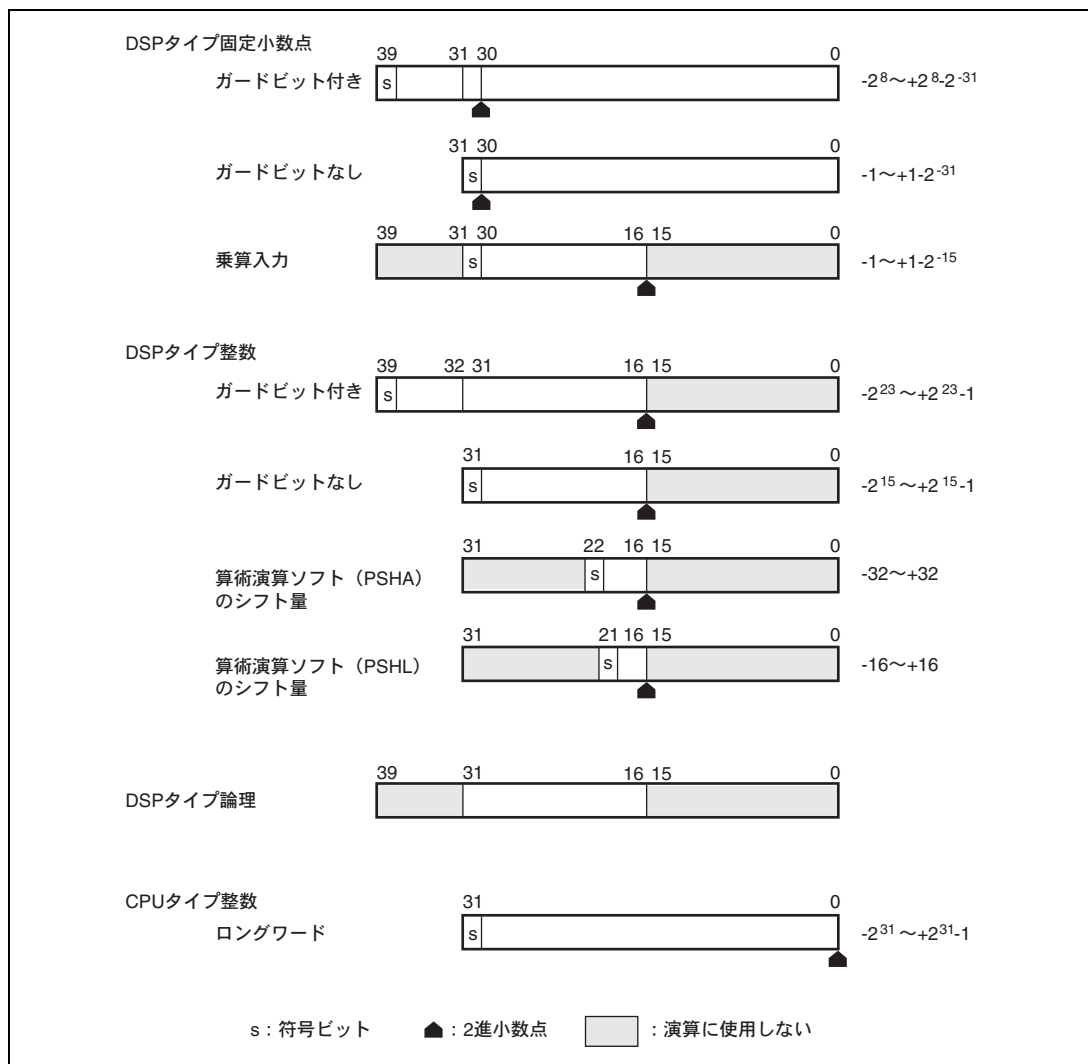 DSPタイプ固定小数点
39 31 30 0
ガードビット付き s -2⁸～+2⁸-2⁻³¹
31 30 0
ガードビットなし s -1～+1-2⁻³¹
39 31 30 16 15 0
乗算入力 s -1～+1-2⁻¹⁵
DSPタイプ整数
39 32 31 16 15 0
ガードビット付き s -2²³～+2²³-1
31 16 15 0
ガードビットなし s -2¹⁵～+2¹⁵-1
31 22 16 15 0
算術演算ソフト（PSHA） s -32～+32
のシフト量
31 21 16 15 0
算術演算ソフト（PSHL） s -16～+16
のシフト量
39 31 16 15 0
DSPタイプ論理
CPUタイプ整数
31 0
ロングワード s -2³¹～+2³¹-1
s：符号ビット ：2進小数点 ：演算に使用しない